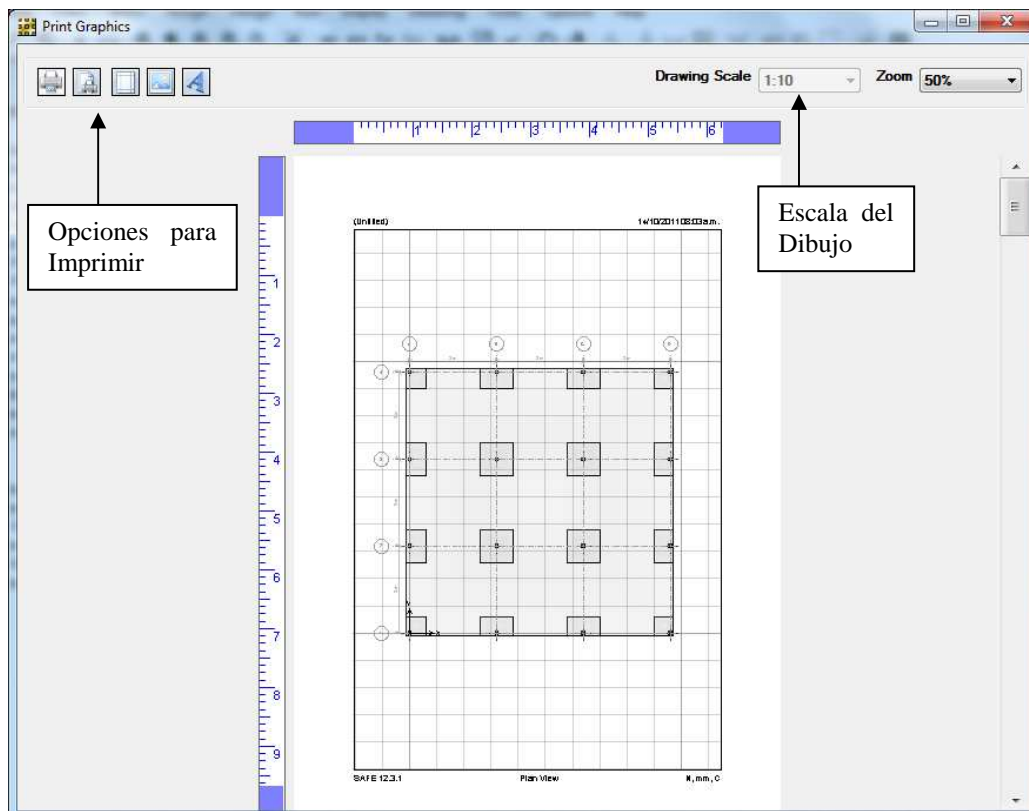 Print Graphics
Drawing Scale 1:10 Zoom 50%
1 2 3 4 5 6
Opciones para
Imprimir
Escala del
Dibujo
(Untitled) 14/10/2011 08:03 a.m.
1
2
3
4
5
6
7
8
9
SAFE 12.3.1 Plan View N, mm, C